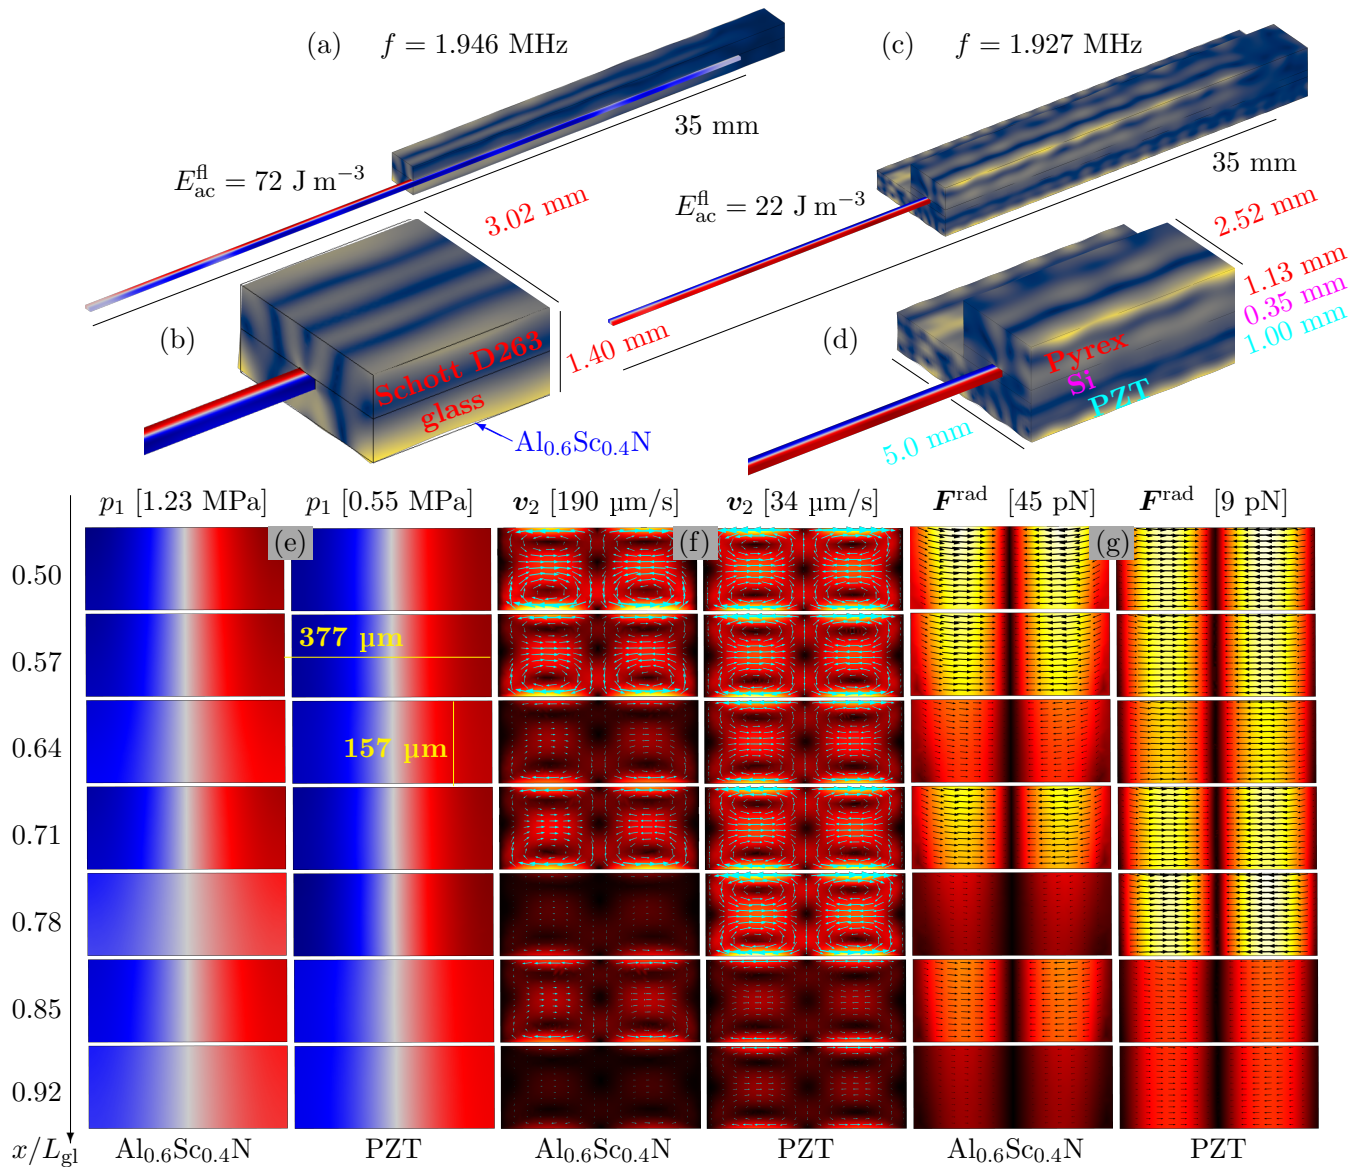 (a) f = 1.946 MHz
(c) f = 1.927 MHz
35 mm
35 mm
E_ac^fl = 72 J m⁻³
E_ac^fl = 22 J m⁻³
3.02 mm
2.52 mm
1.13 mm
0.35 mm
1.00 mm
(b)
1.40 mm
(d)
Schott D263
glass
Pyrex
Si
PZT
Al₀.₆Sc₀.₄N
5.0 mm
p₁ [1.23 MPa] p₁ [0.55 MPa] v₂ [190 µm/s] v₂ [34 µm/s] F^rad [45 pN] F^rad [9 pN]
(e) (f) (g)
0.50
0.57
377 µm
0.64
157 µm
0.71
0.78
0.85
0.92
x/L_gl Al₀.₆Sc₀.₄N PZT Al₀.₆Sc₀.₄N PZT Al₀.₆Sc₀.₄N PZT